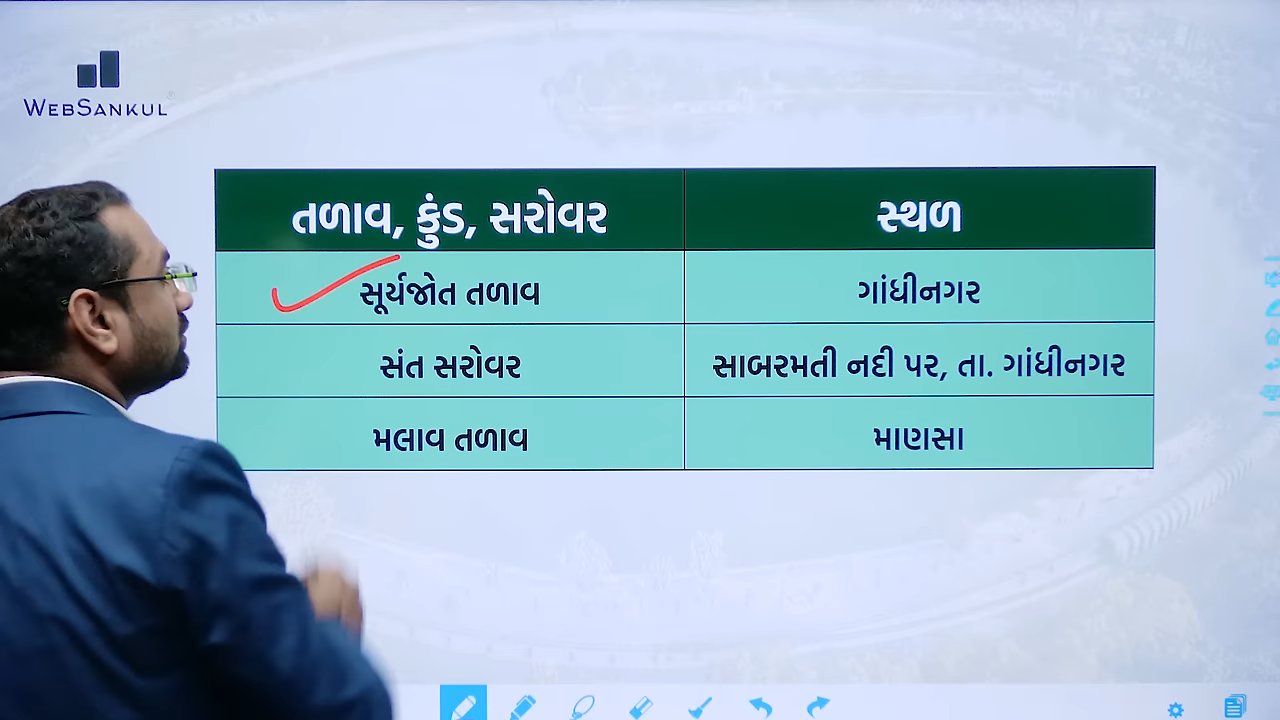 WEBSANKUL
તળાવ, કુંડ, સરોવર સ્થળ
સૂર્યજોત તળાવ ગાંધીનગર
સંત સરોવર સાબરમતી નદી પર, તા. ગાંધીનગર
મલાવ તળાવ માણસા